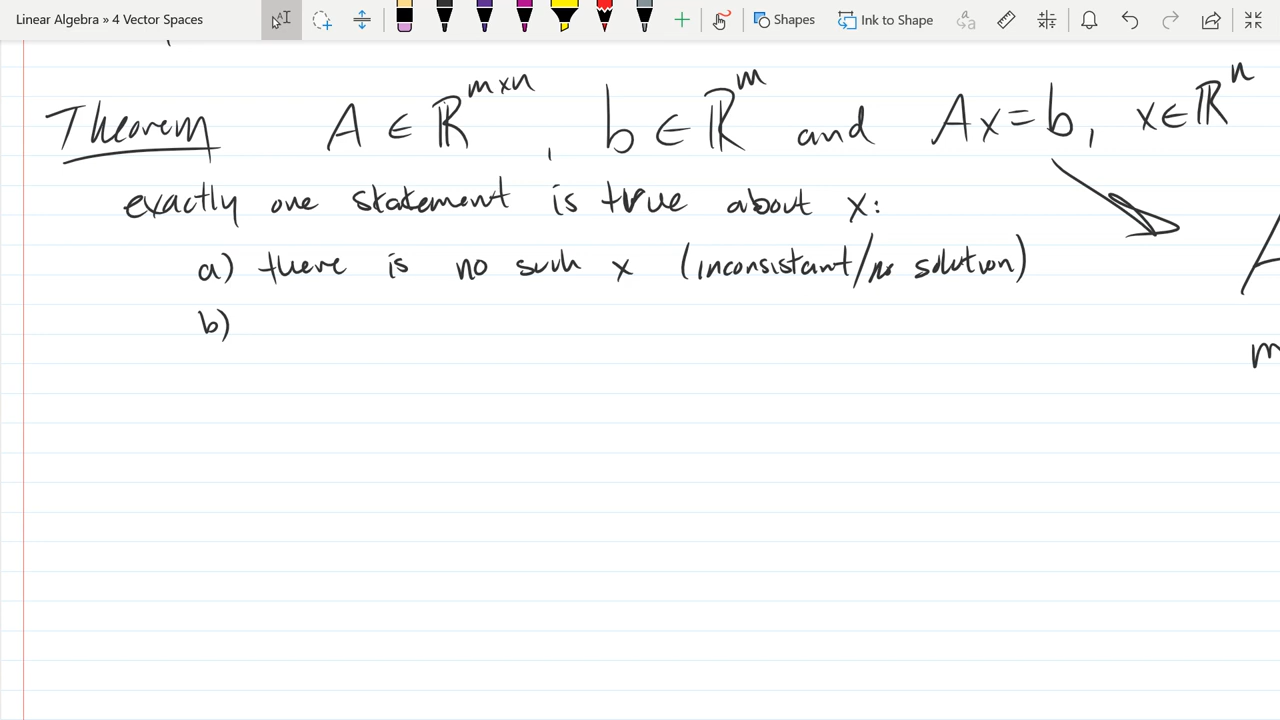 Linear Algebra » 4 Vector Spaces
Shapes
Ink to Shape
Theorem A ∈ ℝ^{m×n}, b ∈ ℝ^m and Ax=b, x∈ℝ^n
exactly one statement is true about x:
a) there is no such x (inconsistant/no solution)
b)
A
m